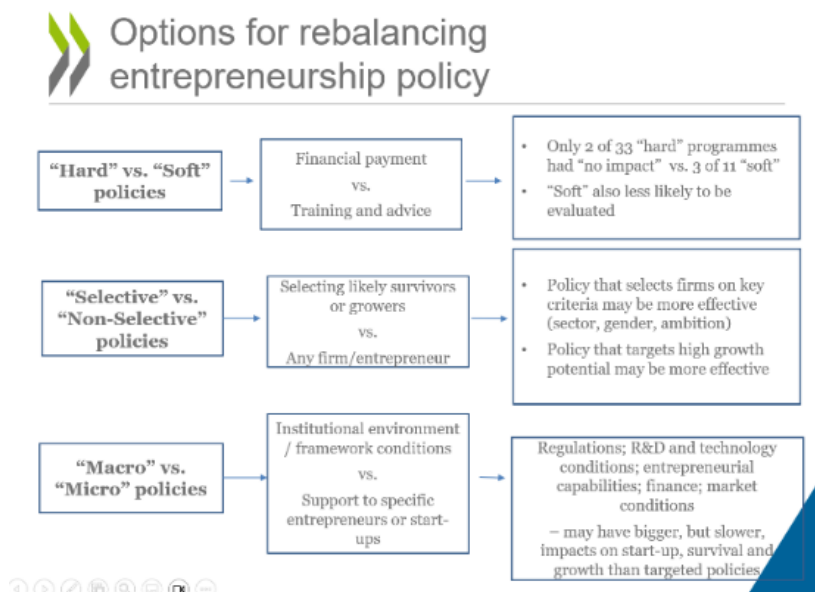 Options for rebalancing
entrepreneurship policy
“Hard” vs. “Soft”
policies
Financial payment
vs.
Training and advice
• Only 2 of 33 “hard” programmes
had “no impact” vs. 3 of 11 “soft”
• “Soft” also less likely to be
evaluated
“Selective” vs.
“Non-Selective”
policies
Selecting likely survivors
or growers
vs.
Any firm/entrepreneur
• Policy that selects firms on key
criteria may be more effective
(sector, gender, ambition)
• Policy that targets high growth
potential may be more effective
“Macro” vs.
“Micro” policies
Institutional environment
/ framework conditions
vs.
Support to specific
entrepreneurs or start-
ups
Regulations; R&D and technology
conditions; entrepreneurial
capabilities; finance; market
conditions
– may have bigger, but slower,
impacts on start-up, survival and
growth than targeted policies